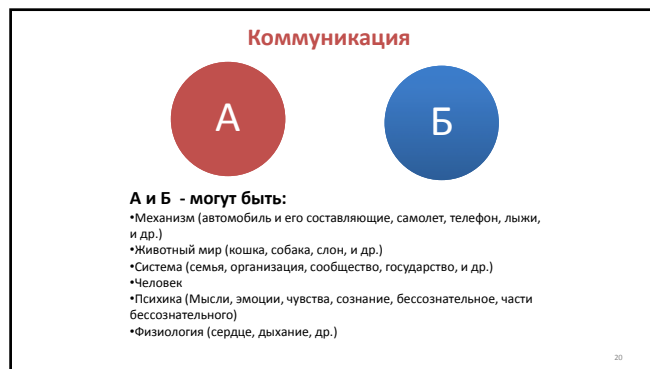 Коммуникация
А
Б
А и Б - могут быть:
•Механизм (автомобиль и его составляющие, самолет, телефон, лыжи,
и др.)
•Животный мир (кошка, собака, слон, и др.)
•Система (семья, организация, сообщество, государство, и др.)
•Человек
•Психика (Мысли, эмоции, чувства, сознание, бессознательное, части
бессознательного)
•Физиология (сердце, дыхание, др.)
20